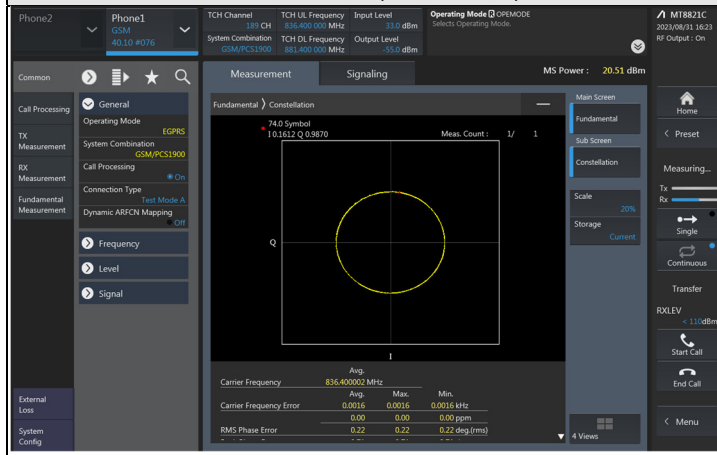 Phone2
Phone1
GSM
40.10 #076
TCH Channel
189 CH
System Combination
GSM/PCS1900
TCH UL Frequency
836.400 000 MHz
TCH DL Frequency
881.400 000 MHz
Input Level
33.0 dBm
Output Level
-55.0 dBm
Operating Mode R OPEMODE
Selects Operating Mode.
MT8821C
2023/08/31 16:23
RF Output : On
Common
Call Processing
TX
Measurement
RX
Measurement
Fundamental
Measurement
External
Loss
System
Config
General
Operating Mode
EGPRS
System Combination
GSM/PCS1900
Call Processing
On
Connection Type
Test Mode A
Dynamic ARFCN Mapping
Off
Frequency
Level
Signal
Measurement
Signaling
MS Power : 20.51 dBm
Fundamental ❭ Constellation
74.0 Symbol
* I 0.1612 Q 0.9870
Meas. Count : 1/ 1
Q
I
Avg.
Carrier Frequency 836.400002 MHz
Avg. Max. Min.
Carrier Frequency Error 0.0016 0.0016 0.0016 kHz
0.00 0.00 0.00 ppm
RMS Phase Error 0.22 0.22 0.22 deg.(rms)
Main Screen
Fundamental
Sub Screen
Constellation
Scale
20%
Storage
Current
4 Views
Home
< Preset
Measuring...
Tx
Rx
Single
Continuous
Transfer
RXLEV
< 110dBm
Start Call
End Call
< Menu